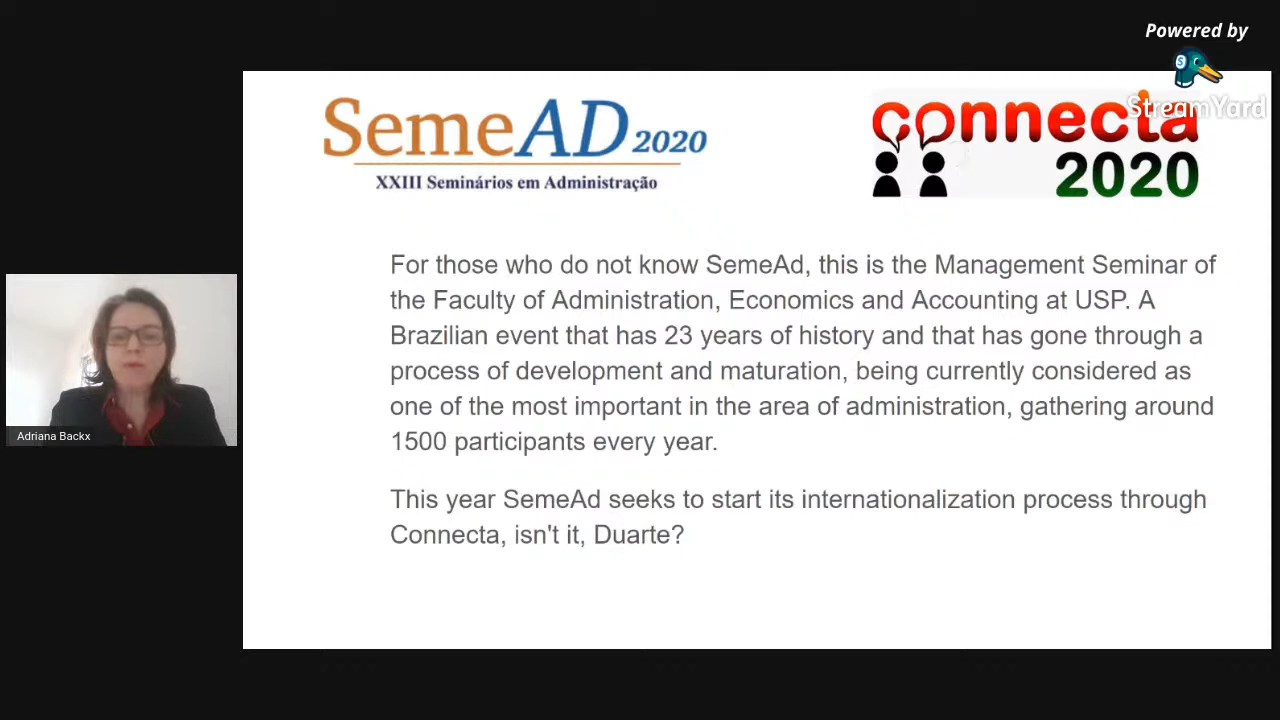 Powered by
StreamYard
SemeAD 2020
XXIII Seminários em Administração
connecta
2020
For those who do not know SemeAd, this is the Management Seminar of
the Faculty of Administration, Economics and Accounting at USP. A
Brazilian event that has 23 years of history and that has gone through a
process of development and maturation, being currently considered as
one of the most important in the area of administration, gathering around
1500 participants every year.
This year SemeAd seeks to start its internationalization process through
Connecta, isn't it, Duarte?
Adriana Backx